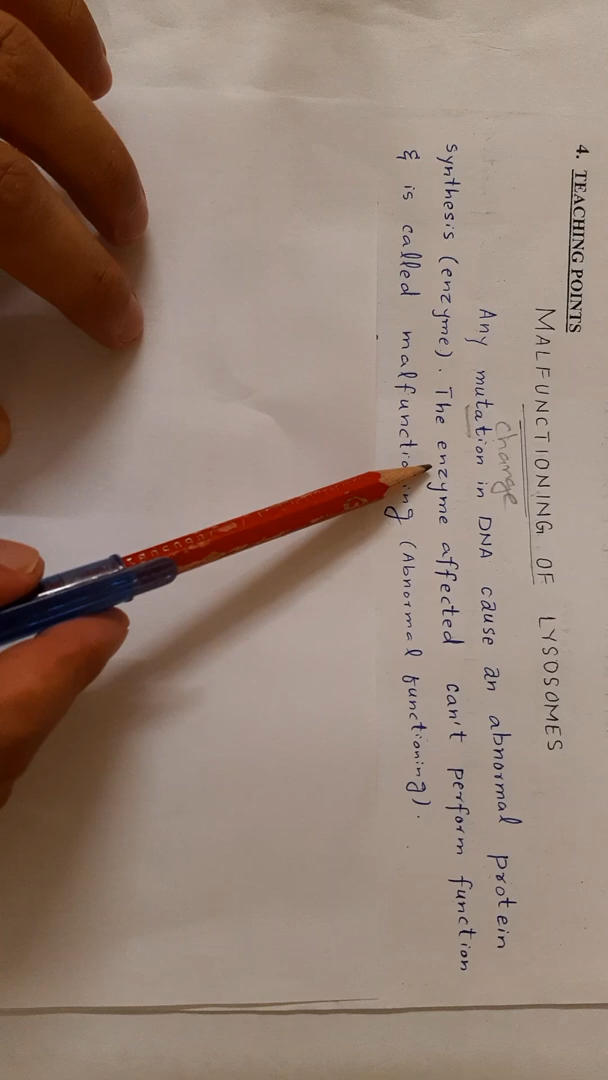 4. TEACHING POINTS
MALFUNCTIONING OF LYSOSOMES
change
Any mutation in DNA cause an abnormal protein
synthesis (enzyme). The enzyme affected can't perform function
& is called malfunctioning (Abnormal functioning).